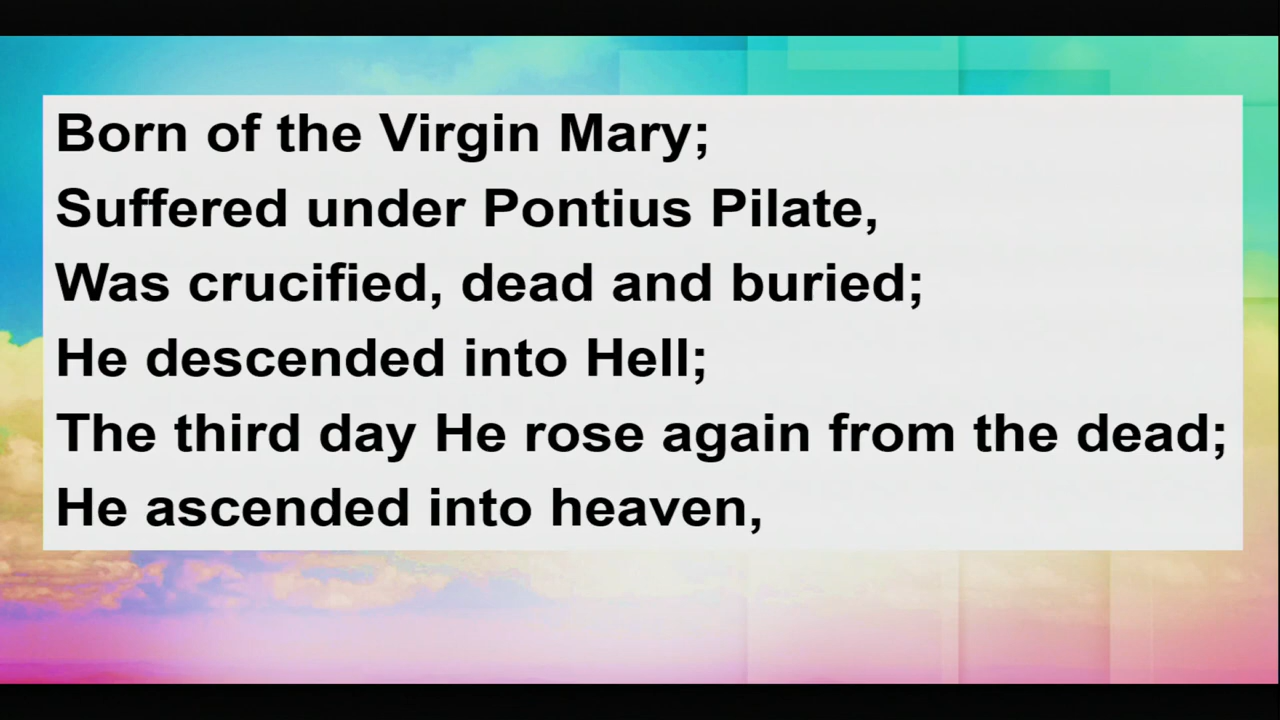 Born of the Virgin Mary;
Suffered under Pontius Pilate,
Was crucified, dead and buried;
He descended into Hell;
The third day He rose again from the dead;
He ascended into heaven,